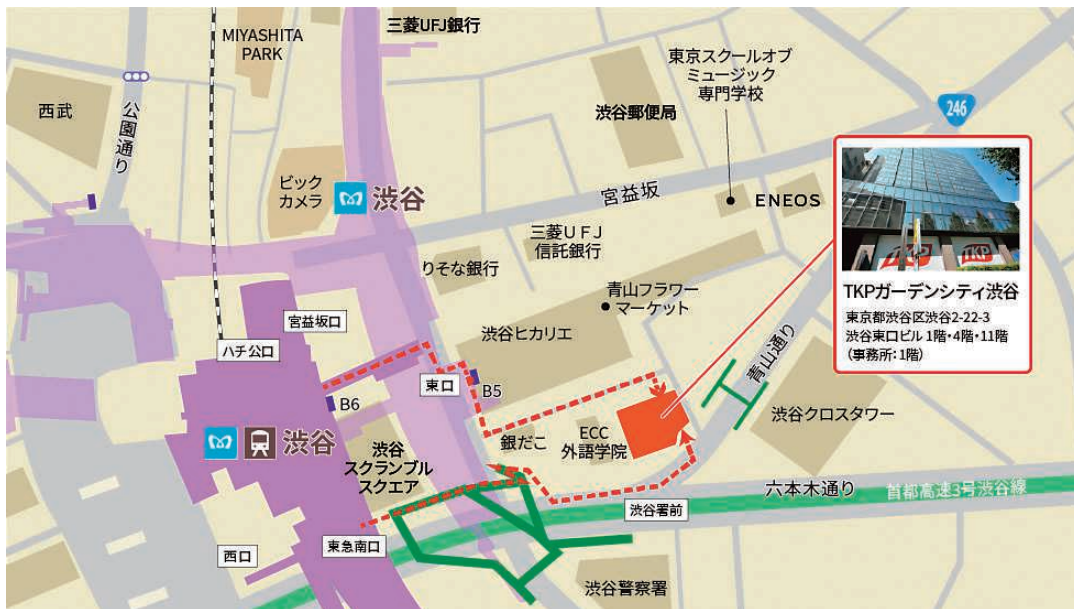 三菱UFJ銀行
MIYASHITA
PARK
東京スクールオブ
ミュージック
専門学校
西武
公園通り
渋谷郵便局
246
ビック
カメラ
渋谷
宮益坂
ENEOS
三菱UFJ
信託銀行
りそな銀行
青山フラワー
マーケット
TKP
TKP
TKPガーデンシティ渋谷
東京都渋谷区渋谷2-22-3
渋谷東口ビル 1階・4階・11階
(事務所:1階)
宮益坂口
渋谷ヒカリエ
ハチ公口
青山通り
東口
B5
B6
渋谷クロスタワー
渋谷
渋谷
スクランブル
スクエア
銀だこ
ECC
外語学院
六本木通り
首都高速3号渋谷線
渋谷署前
東急南口
西口
渋谷警察署